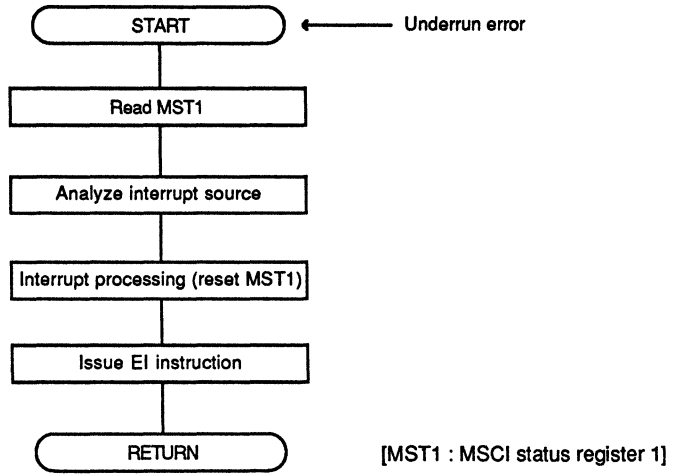 START
Underrun error
Read MST1
Analyze interrupt source
Interrupt processing (reset MST1)
Issue EI instruction
RETURN
[MST1 : MSCI status register 1]